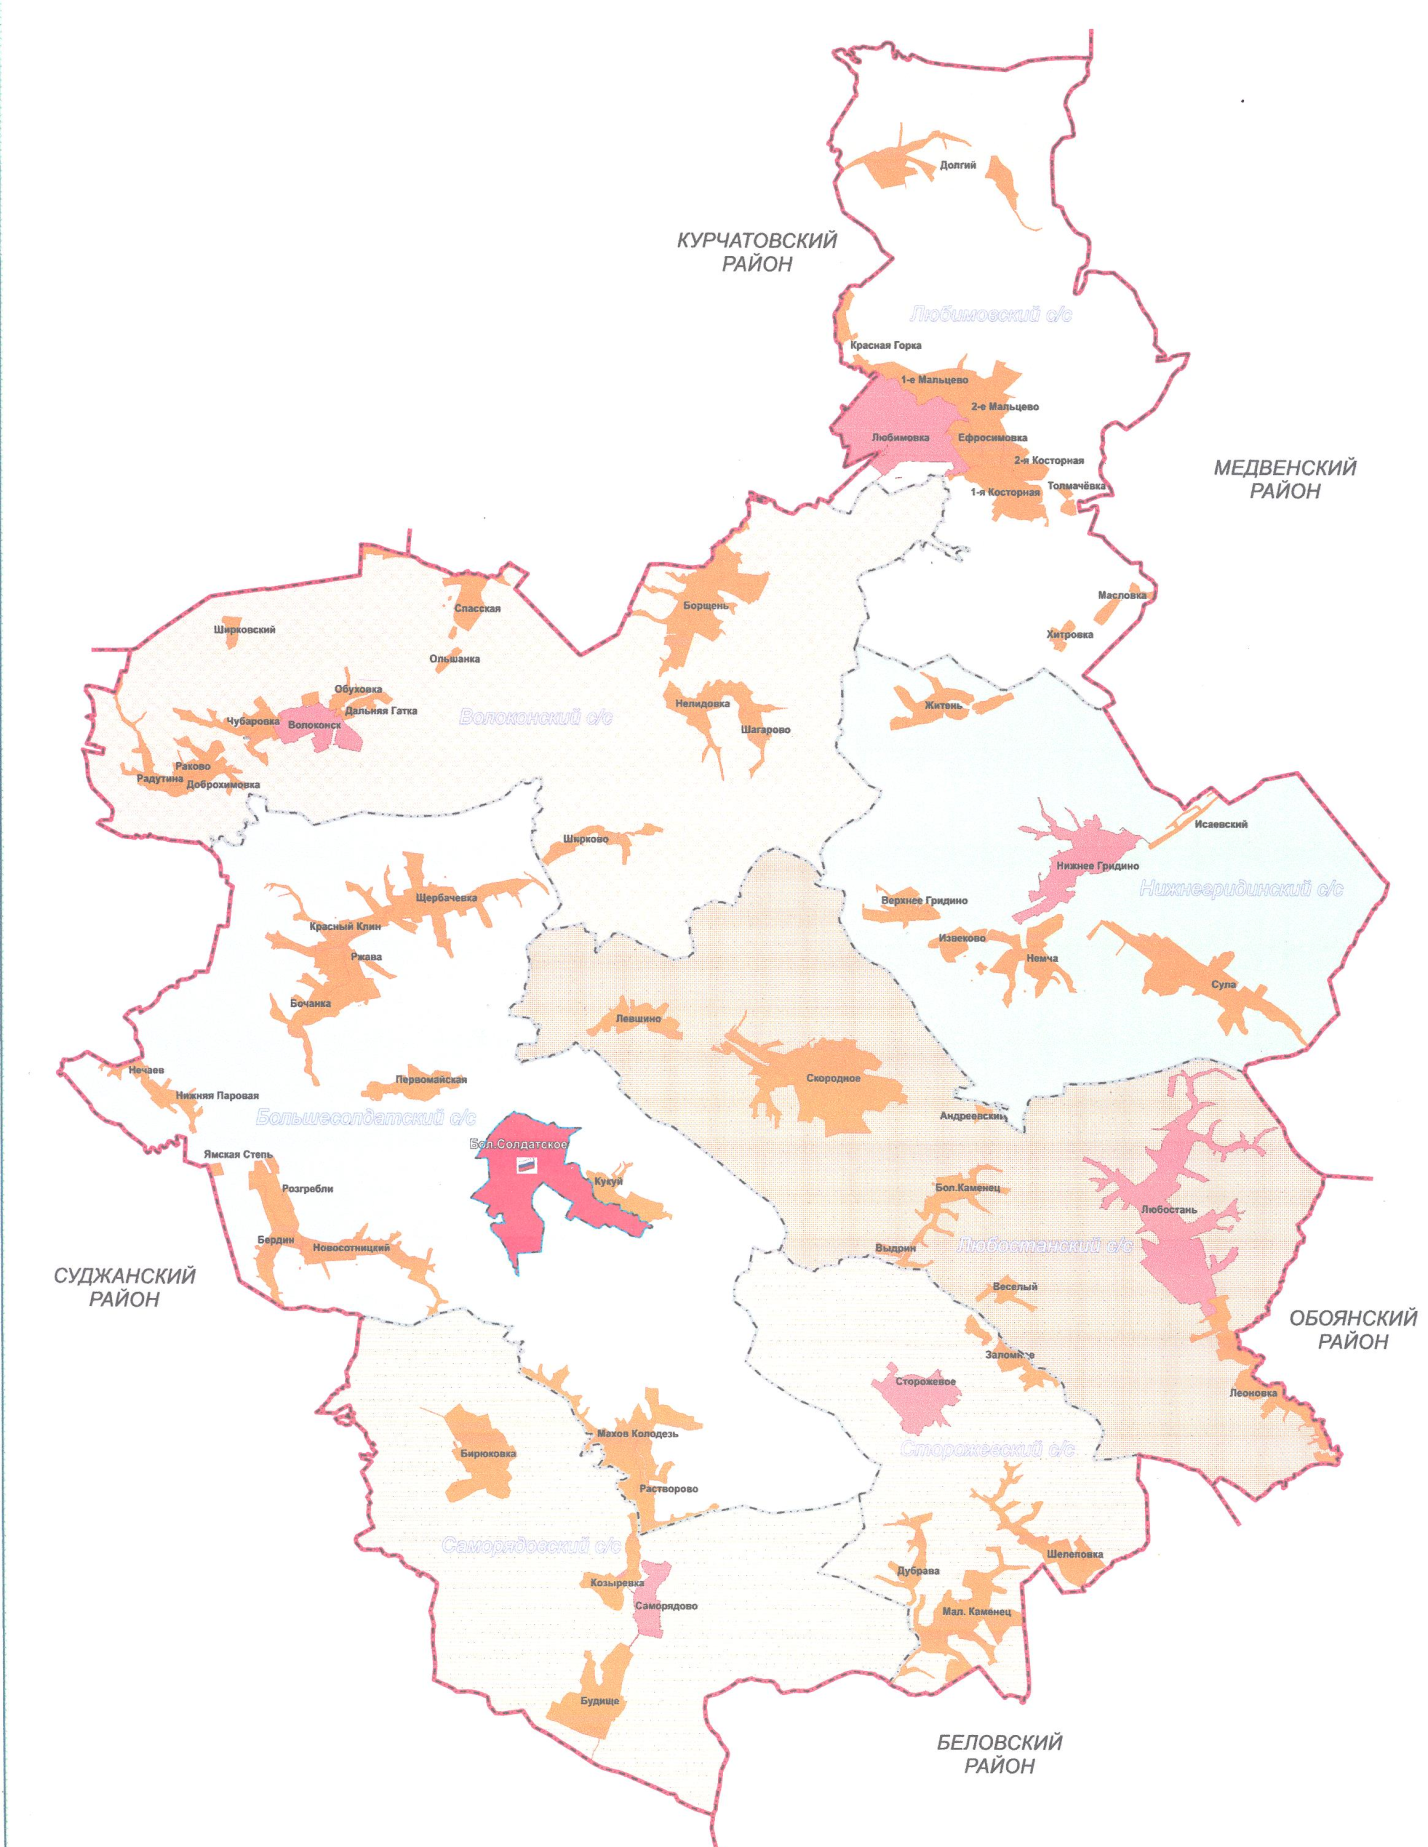 Долгий
КУРЧАТОВСКИЙ
РАЙОН
Любимовский с/с
Красная Горка
1-е Мальцево
2-е Мальцево
Любимовка
Ефросимовка
2-я Косторная
МЕДВЕНСКИЙ
РАЙОН
Толмачёвка
1-я Косторная
Масловка
Спасская
Борщень
Ширковский
Хитровка
Ольшанка
Обуховка
Нелидовка
Житень
Дальняя Гатка
Волоконский с/с
Чубаровка
Волоконск
Шагарово
Раково
Радутина
Доброхимовка
Исаевский
Ширково
Нижнее Гридино
Нижнегридинский с/с
Щербачевка
Верхнее Гридино
Красный Клин
Извеково
Ржава
Немча
Сула
Бочанка
Левшино
Нечаев
Скородное
Первомайская
Нижняя Паровая
Большесолдатский с/с
Андреевский
Бол.Солдатское
Ямская Степь
Кукуй
Розгребли
Бол.Каменец
Любостань
Бердин
Новосотницкий
Выдрин
Любостанский с/с
СУДЖАНСКИЙ
РАЙОН
Веселый
ОБОЯНСКИЙ
РАЙОН
Заломное
Сторожевое
Леоновка
Махов Колодезь
Сторожевский с/с
Бирюковка
Растворово
Саморядовский с/с
Шелеповка
Дубрава
Козыревка
Саморядово
Мал. Каменец
Будище
БЕЛОВСКИЙ
РАЙОН